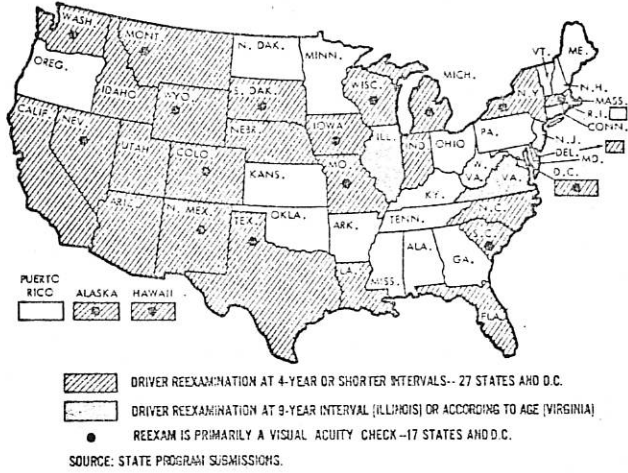 WASH.
MONT.
N. DAK.
MINN.
VT.
ME.
OREG.
IDAHO
WYO.
S. DAK.
WISC.
MICH.
N.Y.
N.H.
MASS.
R.I.
CONN.
CALIF.
NEV.
UTAH
COLO.
NEBR.
IOWA
ILL.
IND.
OHIO
PA.
N.J.
DEL.
MD.
D.C.
W. VA.
VA.
KANS.
MO.
KY.
ARIZ.
N. MEX.
TEX.
OKLA.
ARK.
TENN.
N.C.
S.C.
LA.
MISS.
ALA.
GA.
FLA.
PUERTO RICO
ALASKA
HAWAII
DRIVER REEXAMINATION AT 4-YEAR OR SHORTER INTERVALS-- 27 STATES AND D.C.
DRIVER REEXAMINATION AT 9-YEAR INTERVAL (ILLINOIS) OR ACCORDING TO AGE (VIRGINIA)
REEXAM IS PRIMARILY A VISUAL ACUITY CHECK--17 STATES AND D.C.
SOURCE: STATE PROGRAM SUBMISSIONS.